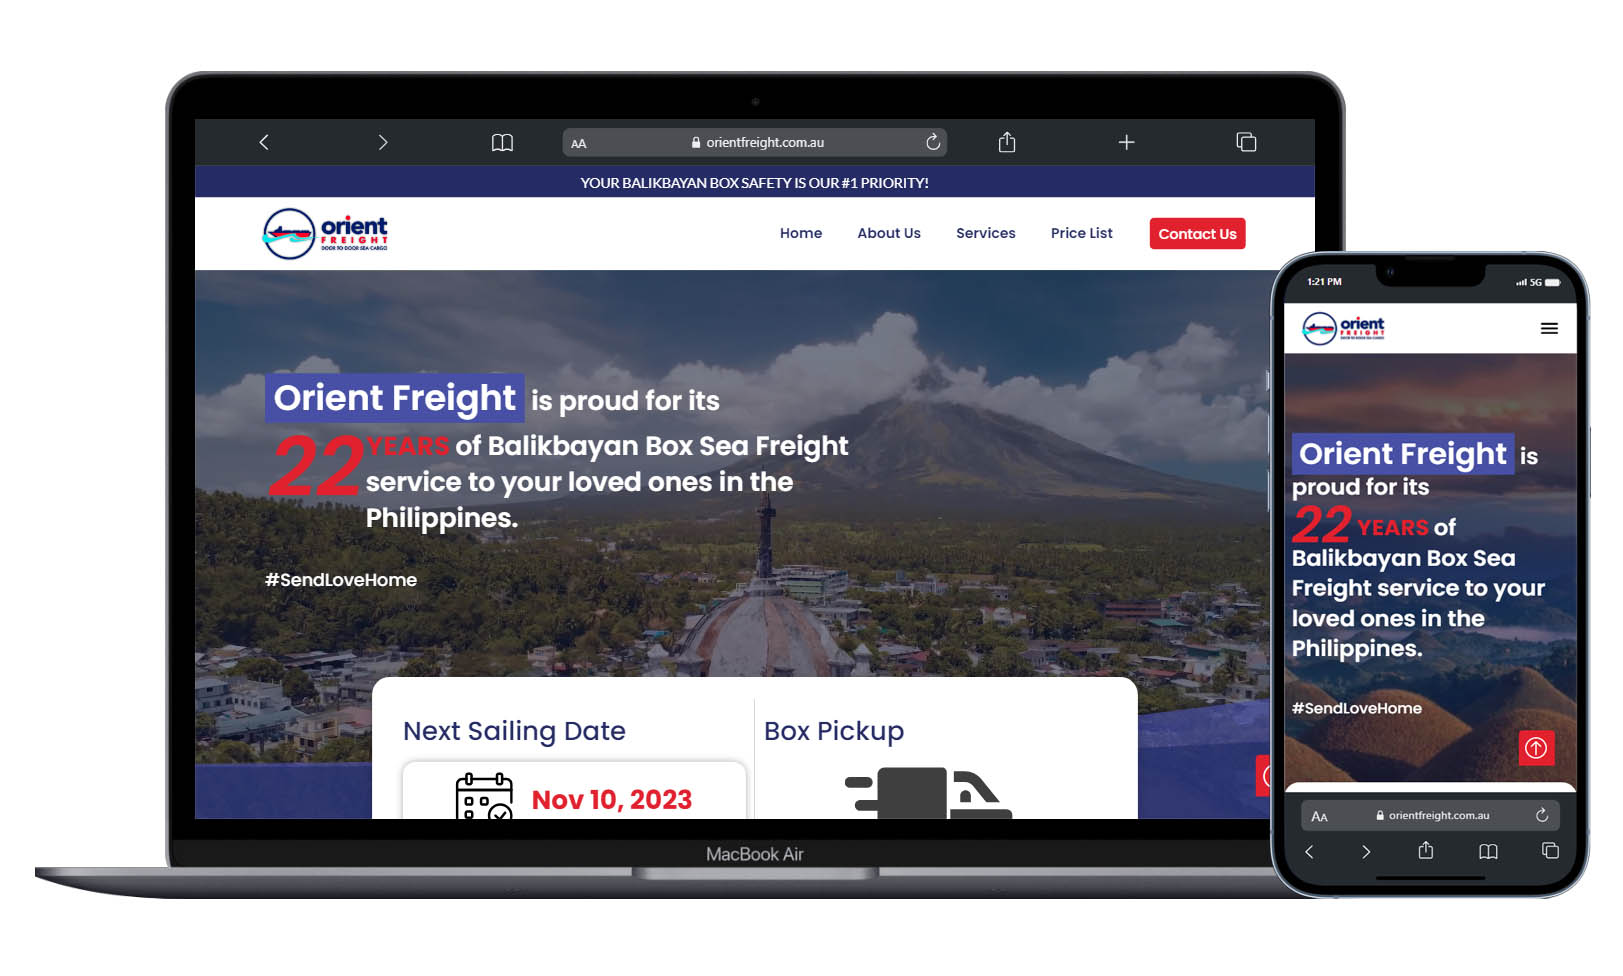 AA
orientfreight.com.au
YOUR BALIKBAYAN BOX SAFETY IS OUR #1 PRIORITY!
orient
FREIGHT
DOOR TO DOOR SEA CARGO
Home
About Us
Services
Price List
Contact Us
Orient Freight is proud for its
22 YEARS of Balikbayan Box Sea Freight
service to your loved ones in the
Philippines.
#SendLoveHome
Next Sailing Date
Nov 10, 2023
Box Pickup
MacBook Air
1:21 PM
5G
orient
FREIGHT
DOOR TO DOOR SEA CARGO
Orient Freight is
proud for its
22 YEARS of
Balikbayan Box Sea
Freight service to your
loved ones in the
Philippines.
#SendLoveHome
AA
orientfreight.com.au